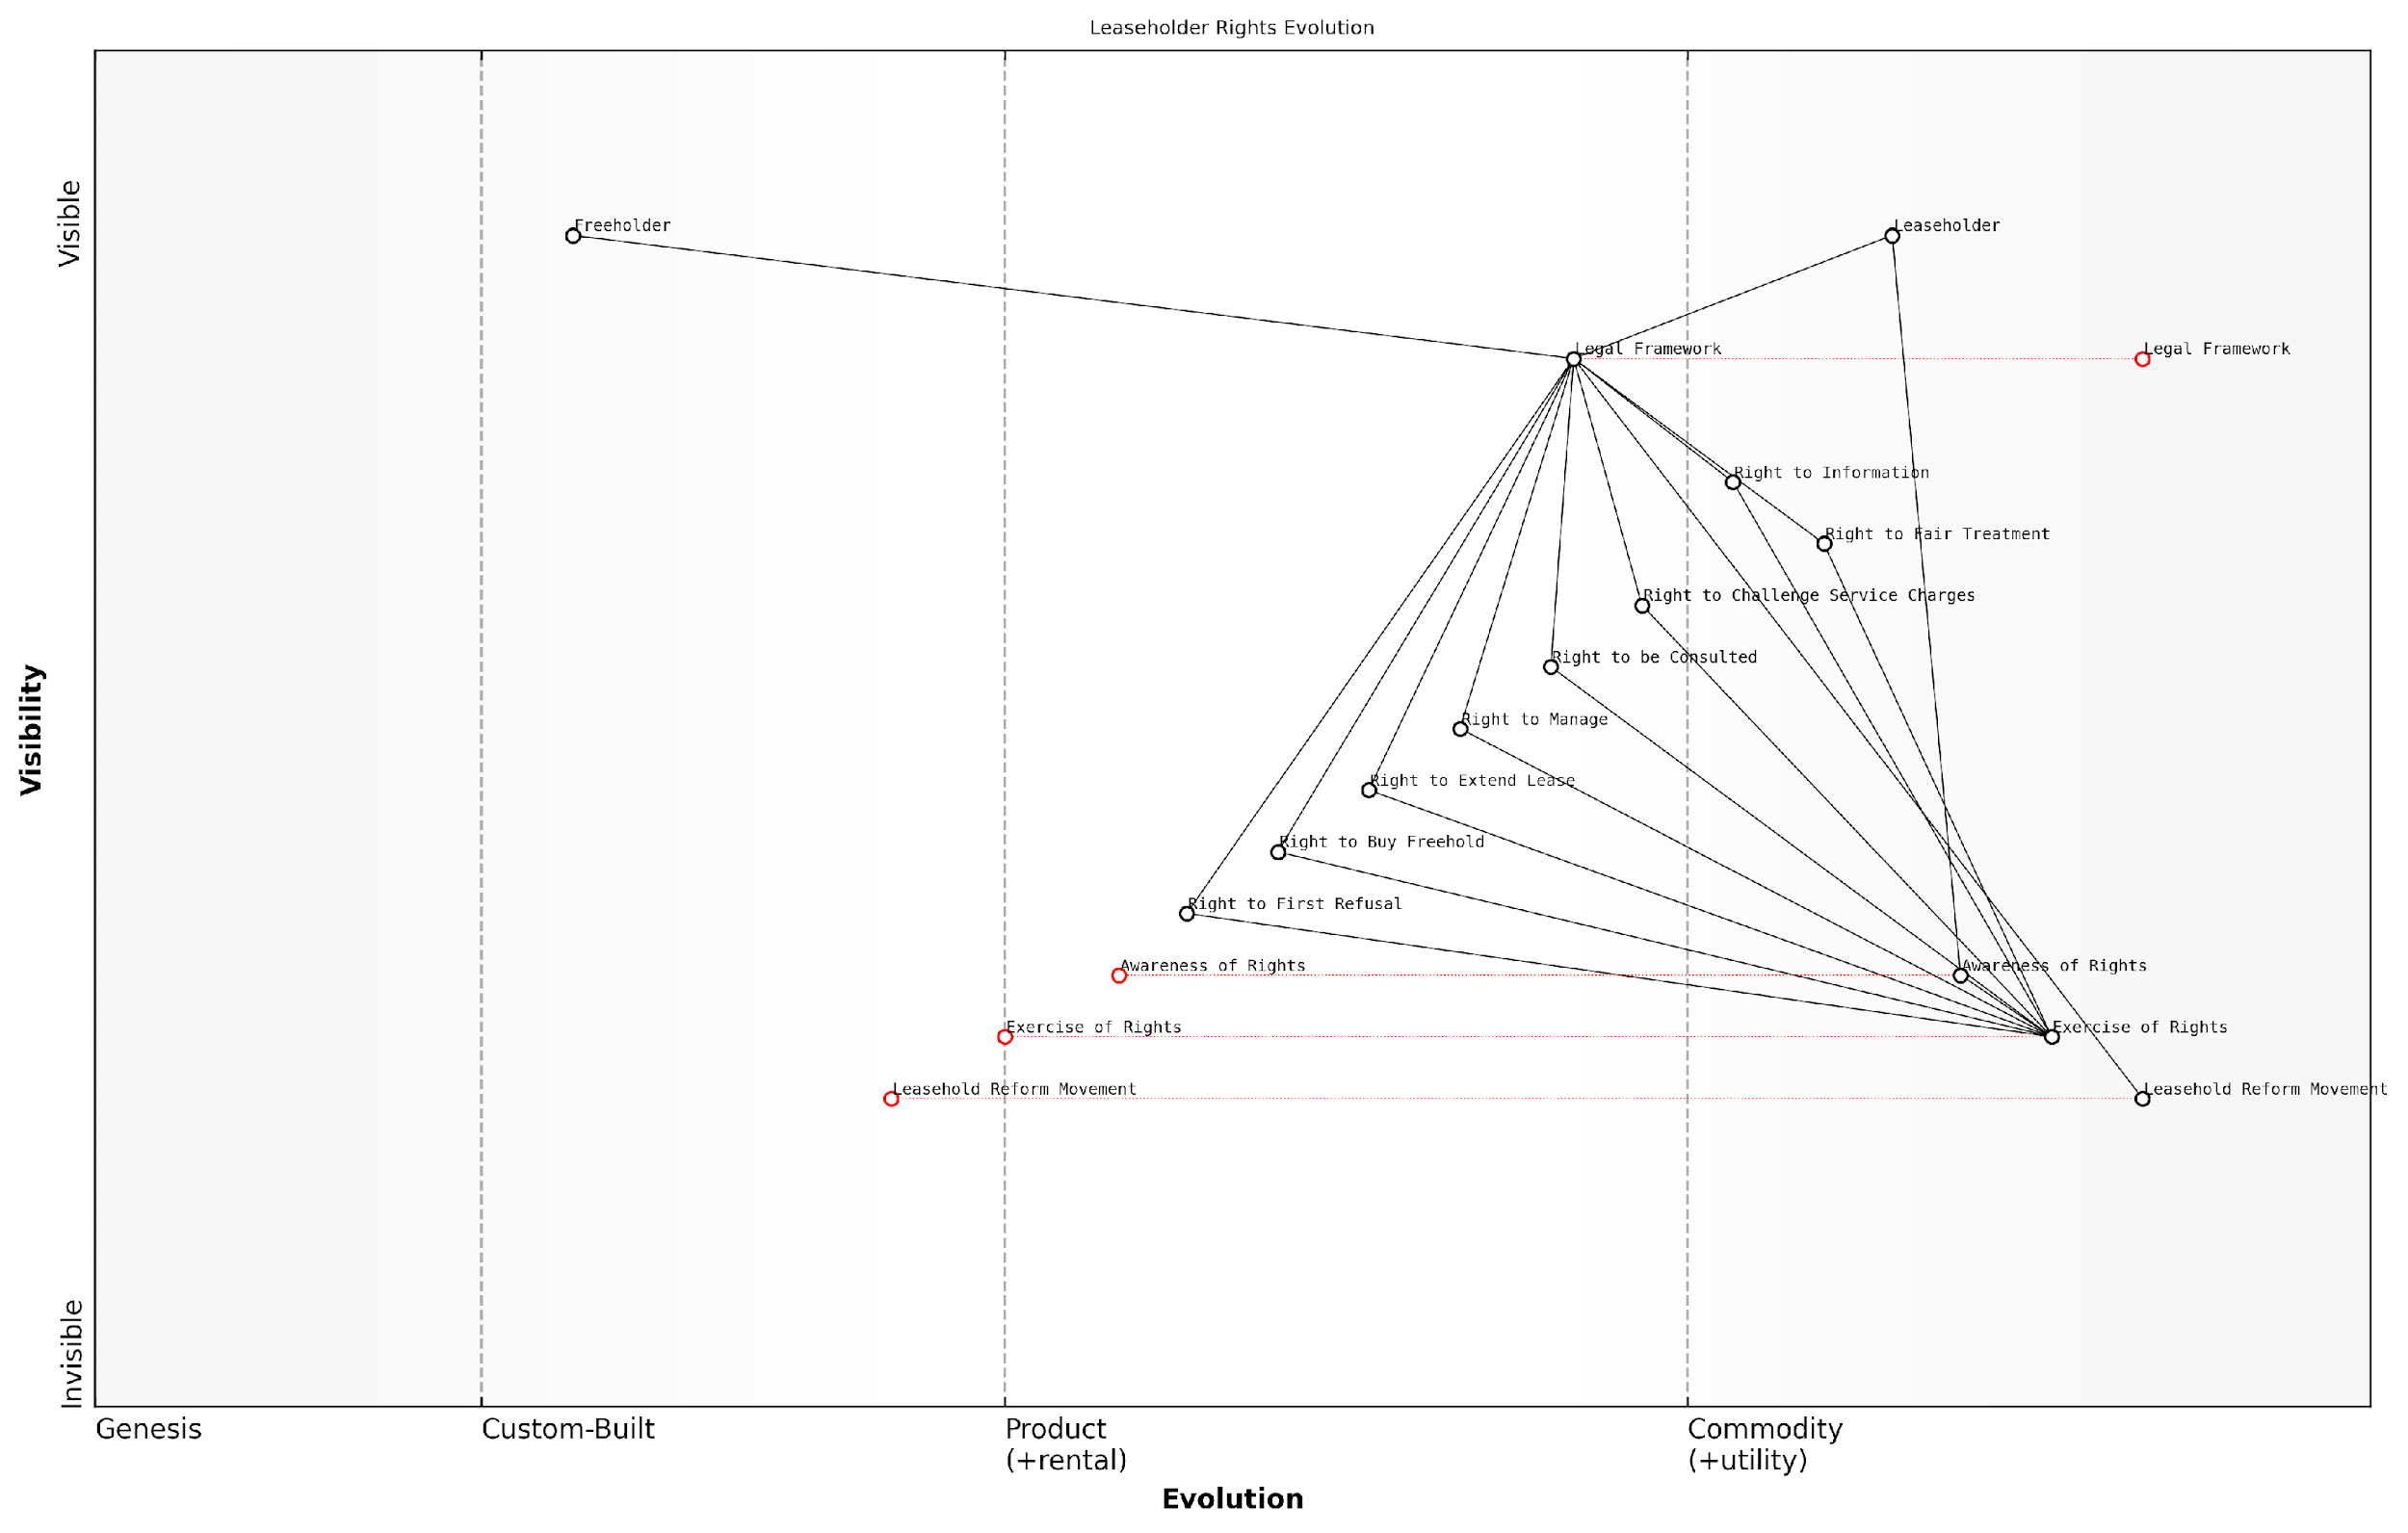 Leaseholder Rights Evolution
Visible
Freeholder
Leaseholder
Legal Framework
Legal Framework
Right to Information
Right to Fair Treatment
Right to Challenge Service Charges
Right to be Consulted
Visibility
Right to Manage
Right to Extend Lease
Right to Buy Freehold
Right to First Refusal
Awareness of Rights
Awareness of Rights
Exercise of Rights
Exercise of Rights
Leasehold Reform Movement
Leasehold Reform Movement
Invisible
Genesis
Custom-Built
Product
(+rental)
Commodity
(+utility)
Evolution